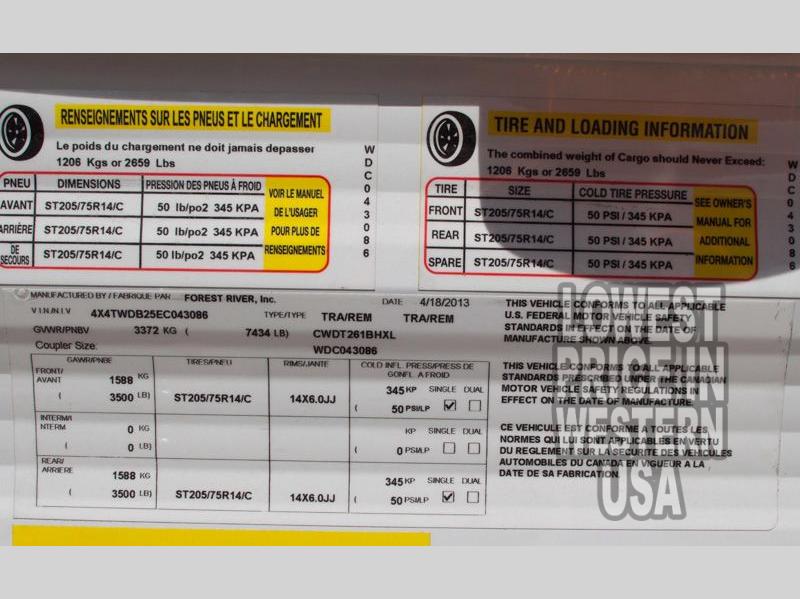 RENSEIGNEMENTS SUR LES PNEUS ET LE CHARGEMENT
Le poids du chargement ne doit jamais depasser
1206 Kgs or 2659 Lbs
PNEU DIMENSIONS PRESSION DES PNEUS À FROID
AVANT ST205/75R14/C 50 lb/po2 345 KPA
ARRIÈRE ST205/75R14/C 50 lb/po2 345 KPA
DE SECOURS ST205/75R14/C 50 lb/po2 345 KPA
VOIR LE MANUEL
DE L'USAGER
POUR PLUS DE
RENSEIGNEMENTS
WDC043086
TIRE AND LOADING INFORMATION
The combined weight of Cargo should Never Exceed:
1206 Kgs or 2659 Lbs
TIRE SIZE COLD TIRE PRESSURE
FRONT ST205/75R14/C 50 PSI / 345 KPA
REAR ST205/75R14/C 50 PSI / 345 KPA
SPARE ST205/75R14/C 50 PSI / 345 KPA
SEE OWNER'S
MANUAL FOR
ADDITIONAL
INFORMATION
WDC043086
MANUFACTURED BY / FABRIQUE PAR FOREST RIVER, Inc. DATE 4/18/2013
V.I.N./N.I.V 4X4TWDB25EC043086 TYPE/TYPE TRA/REM TRA/REM
GVWR/PNBV 3372 KG ( 7434 LB) CWDT261BHXL
Coupler Size: WDC043086
GAWR/PNBE TIRES/PNEU RIMS/JANTE COLD INFL. PRESS/PRESS DE
GONFL. A FROID
FRONT/
AVANT 1588 KG 345 KP SINGLE DUAL
( 3500 LB) ST205/75R14/C 14X6.0JJ ( 50 PSI/LP
INTERM/I
NTERM 0 KG KP SINGLE DUAL
( 0 LB) ( 0 PSI/LP
REAR/
ARRIERE 1588 KG 345 KP SINGLE DUAL
( 3500 LB) ST205/75R14/C 14X6.0JJ ( 50 PSI/LP
THIS VEHICLE CONFORMS TO ALL APPLICABLE
U.S. FEDERAL MOTOR VEHICLE SAFETY
STANDARDS IN EFFECT ON THE DATE OF
MANUFACTURE SHOWN ABOVE.
THIS VEHICLE CONFORMS TO ALL APPLICABLE
STANDARDS PRESCRIBED UNDER THE CANADIAN
MOTOR VEHICLE SAFETY REGULATIONS IN
EFFECT ON THE DATE OF MANUFACTURE.
CE VEHICULE EST CONFORME A TOUTES LES
NORMES QUI LUI SONT APPLICABLES EN VERTU
DU REGLEMENT SUR LA SECURITE DES VEHICULES
AUTOMOBILES DU CANADA EN VIGUEUR A LA
DATE DE SA FABRICATION.
LOWEST
PRICE IN
WESTERN
USA